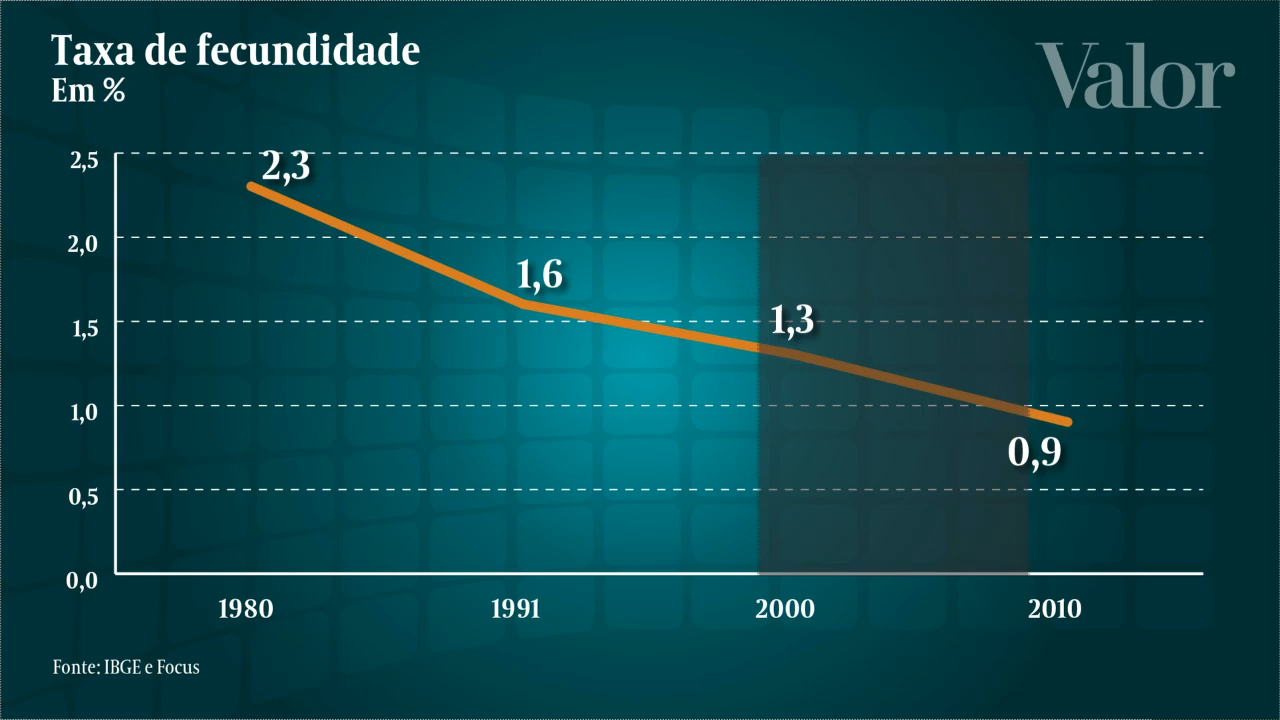 Taxa de fecundidade
Em %
Valor
2,5
2,0
1,5
1,0
0,5
0,0
2,3
1,6
1,3
0,9
1980 1991 2000 2010
Fonte: IBGE e Focus